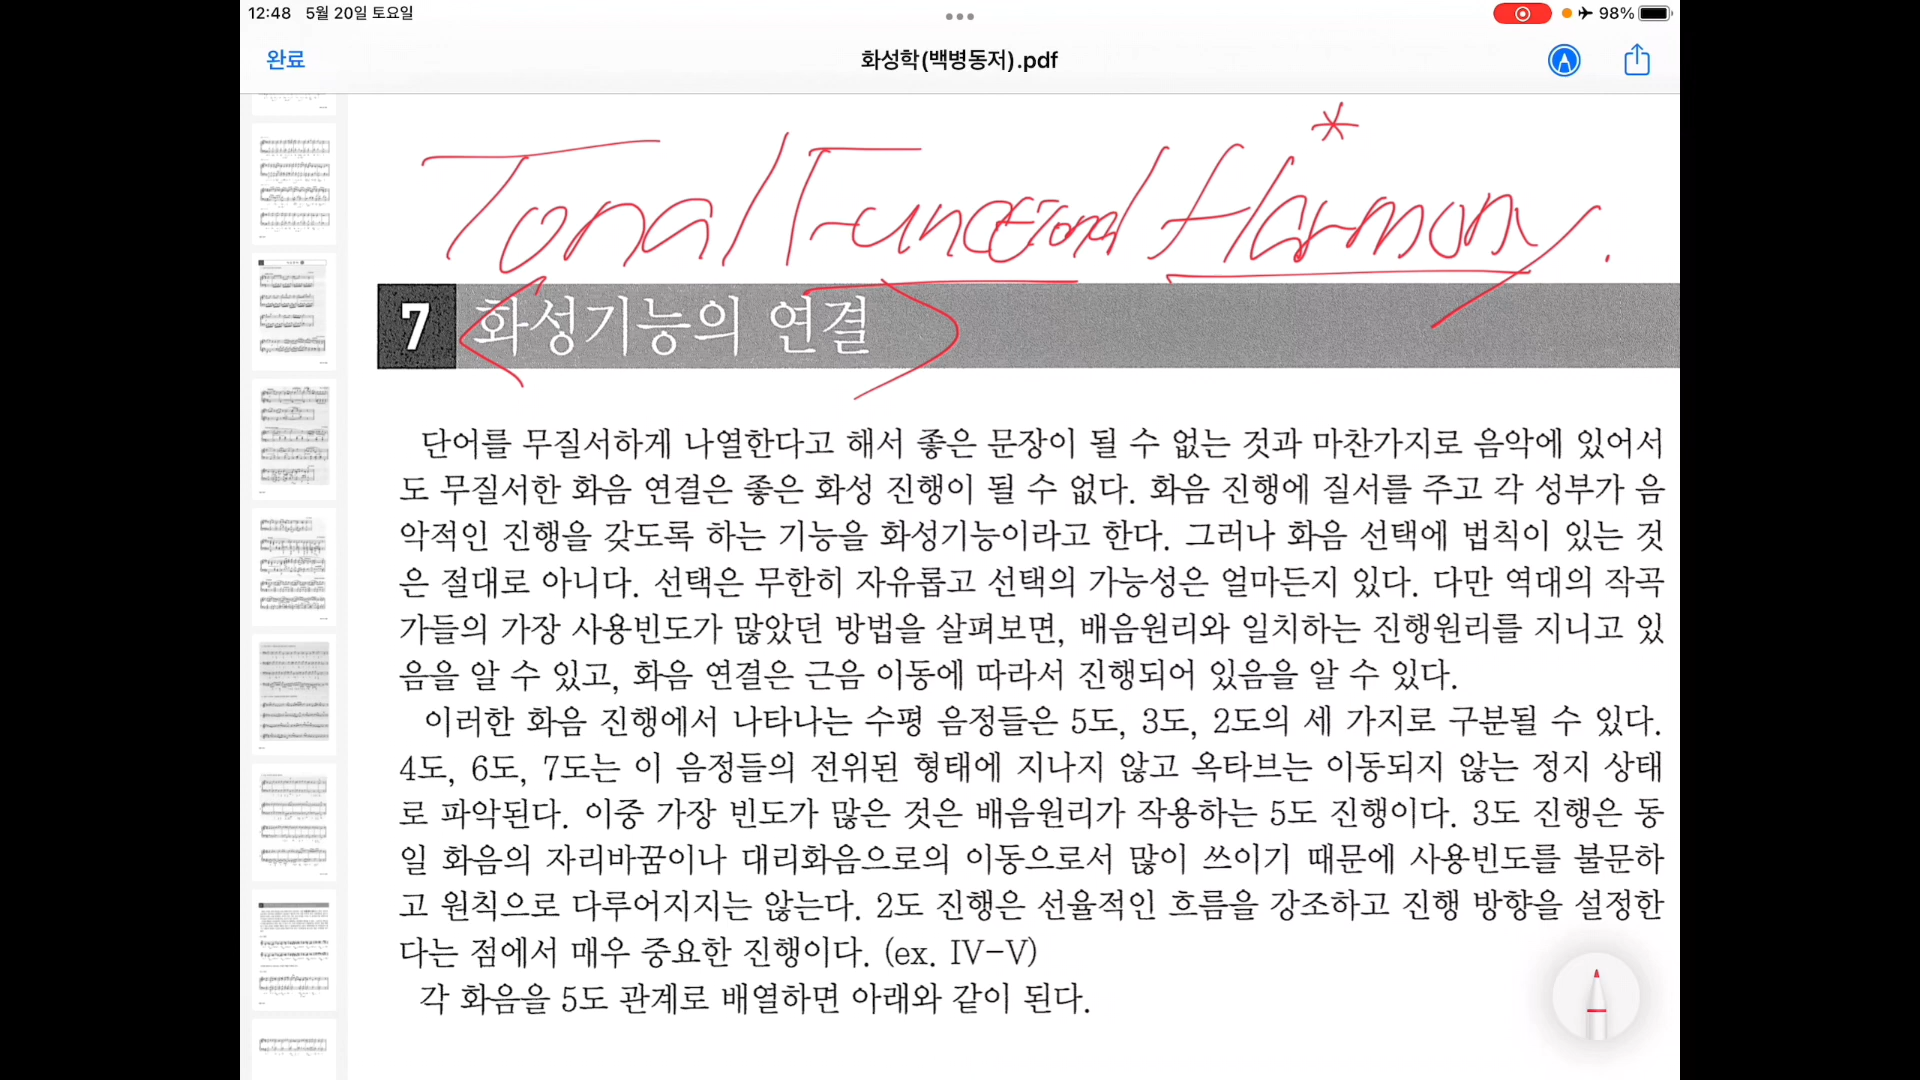 12:48 5월 20일 토요일
98%
완료
화성학(백병동저).pdf
Tonal Functional Harmony.
7 화성기능의 연결
단어를 무질서하게 나열한다고 해서 좋은 문장이 될 수 없는 것과 마찬가지로 음악에 있어서
도 무질서한 화음 연결은 좋은 화성 진행이 될 수 없다. 화음 진행에 질서를 주고 각 성부가 음
악적인 진행을 갖도록 하는 기능을 화성기능이라고 한다. 그러나 화음 선택에 법칙이 있는 것
은 절대로 아니다. 선택은 무한히 자유롭고 선택의 가능성은 얼마든지 있다. 다만 역대의 작곡
가들의 가장 사용빈도가 많았던 방법을 살펴보면, 배음원리와 일치하는 진행원리를 지니고 있
음을 알 수 있고, 화음 연결은 근음 이동에 따라서 진행되어 있음을 알 수 있다.
이러한 화음 진행에서 나타나는 수평 음정들은 5도, 3도, 2도의 세 가지로 구분될 수 있다.
4도, 6도, 7도는 이 음정들의 전위된 형태에 지나지 않고 옥타브는 이동되지 않는 정지 상태
로 파악된다. 이중 가장 빈도가 많은 것은 배음원리가 작용하는 5도 진행이다. 3도 진행은 동
일 화음의 자리바꿈이나 대리화음으로의 이동으로서 많이 쓰이기 때문에 사용빈도를 불문하
고 원칙으로 다루어지지는 않는다. 2도 진행은 선율적인 흐름을 강조하고 진행 방향을 설정한
다는 점에서 매우 중요한 진행이다. (ex. IV-V)
각 화음을 5도 관계로 배열하면 아래와 같이 된다.